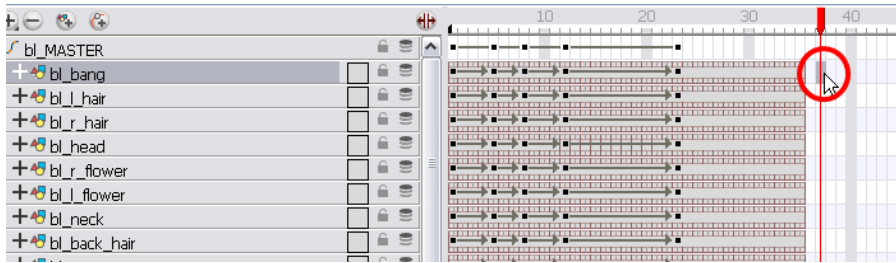 10 20 30 40
bl_MASTER
bl_bang
bl_l_hair
bl_r_hair
bl_head
bl_r_flower
bl_l_flower
bl_neck
bl_back_hair